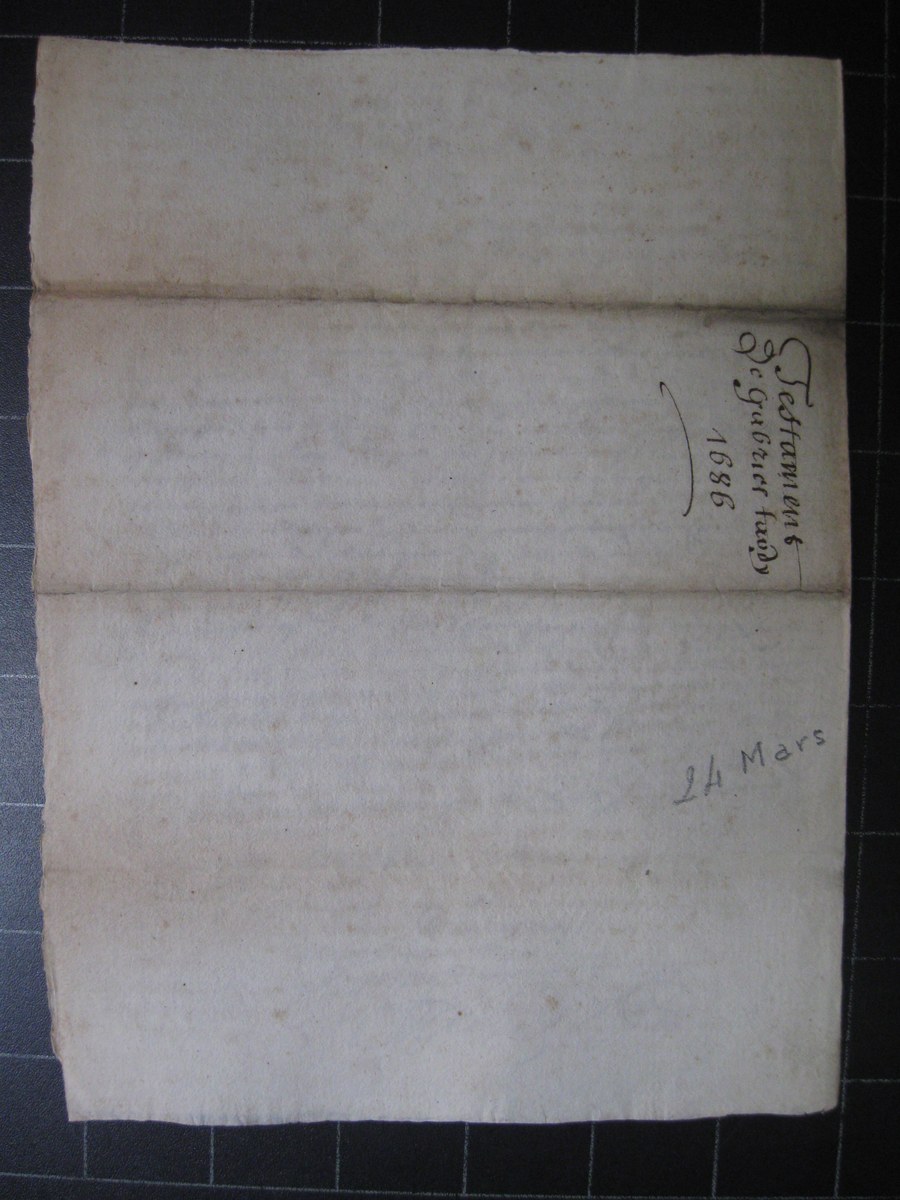 Testament
De Gabriel
1686
24 Mars